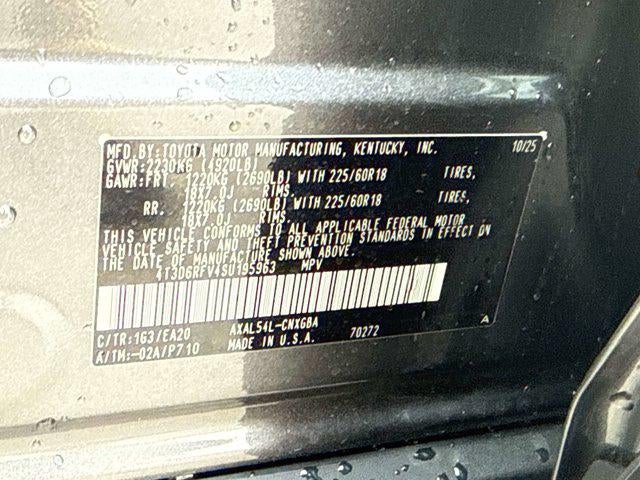 MFD.BY:TOYOTA MOTOR MANUFACTURING, KENTUCKY, INC. 10/25
GVWR:2230KG (4920LB)
GAWR:FRT. 1220KG (2690LB) WITH 225/60R18 TIRES,
18X7.0J RIMS.
RR. 1220KG (2690LB) WITH 225/60R18 TIRES,
18X7.0J RIMS.
THIS VEHICLE CONFORMS TO ALL APPLICABLE FEDERAL MOTOR
VEHICLE SAFETY AND THEFT PREVENTION STANDARDS IN EFFECT ON
THE DATE OF MANUFACTURE SHOWN ABOVE.
4T3D6RFV4SU195963 MPV
C/TR:163/EA20 AXAL54L-CNXGBA A
A/TM:-02A/P710 MADE IN U.S.A. 70272